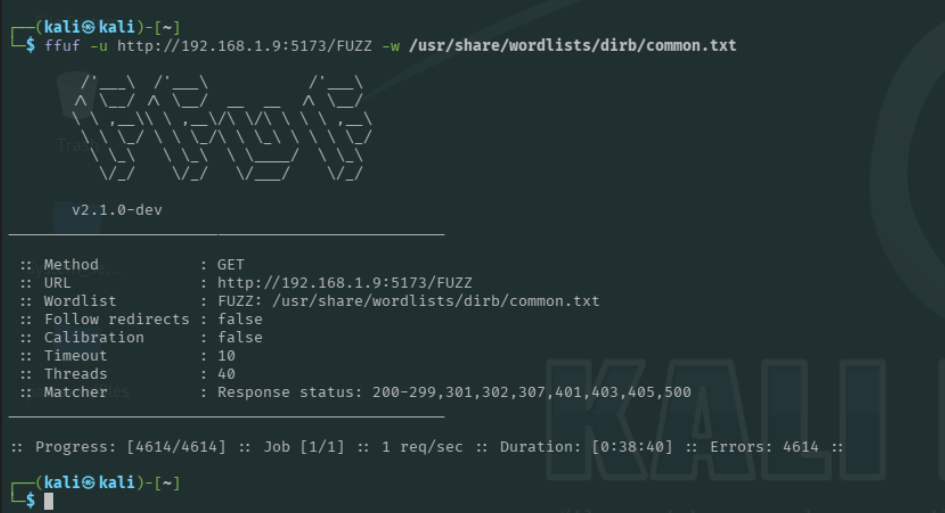 ┌──(kali㉿kali)-[~]
└─$ ffuf -u http://192.168.1.9:5173/FUZZ -w /usr/share/wordlists/dirb/common.txt

        /'___\  /'___\           /'___\
       /\ \__/ /\ \__/  __  __  /\ \__/
       \ \ ,__\\ \ ,__\/\ \/\ \ \ \ ,__\
        \ \ \_/ \ \ \_/\ \ \_\ \ \ \ \_/
         \ \_\   \ \_\  \ \____/  \ \_\
          \/_/    \/_/   \/___/    \/_/

       v2.1.0-dev
________________________________________________

 :: Method           : GET
 :: URL              : http://192.168.1.9:5173/FUZZ
 :: Wordlist         : FUZZ: /usr/share/wordlists/dirb/common.txt
 :: Follow redirects : false
 :: Calibration      : false
 :: Timeout          : 10
 :: Threads          : 40
 :: Matcher          : Response status: 200-299,301,302,307,401,403,405,500
________________________________________________

:: Progress: [4614/4614] :: Job [1/1] :: 1 req/sec :: Duration: [0:38:40] :: Errors: 4614 ::

┌──(kali㉿kali)-[~]
└─$
Trash
KALI